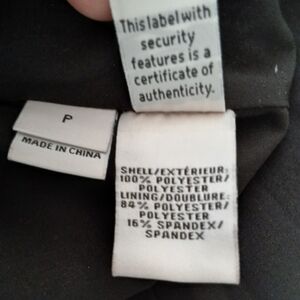 This label with
security
features is a
certificate of
authenticity.
P
MADE IN CHINA
SHELL/EXTÉRIEUR:
100% POLYESTER/
POLYESTER
LINING/DOUBLURE:
84% POLYESTER/
POLYESTER
16% SPANDEX/
SPANDEX